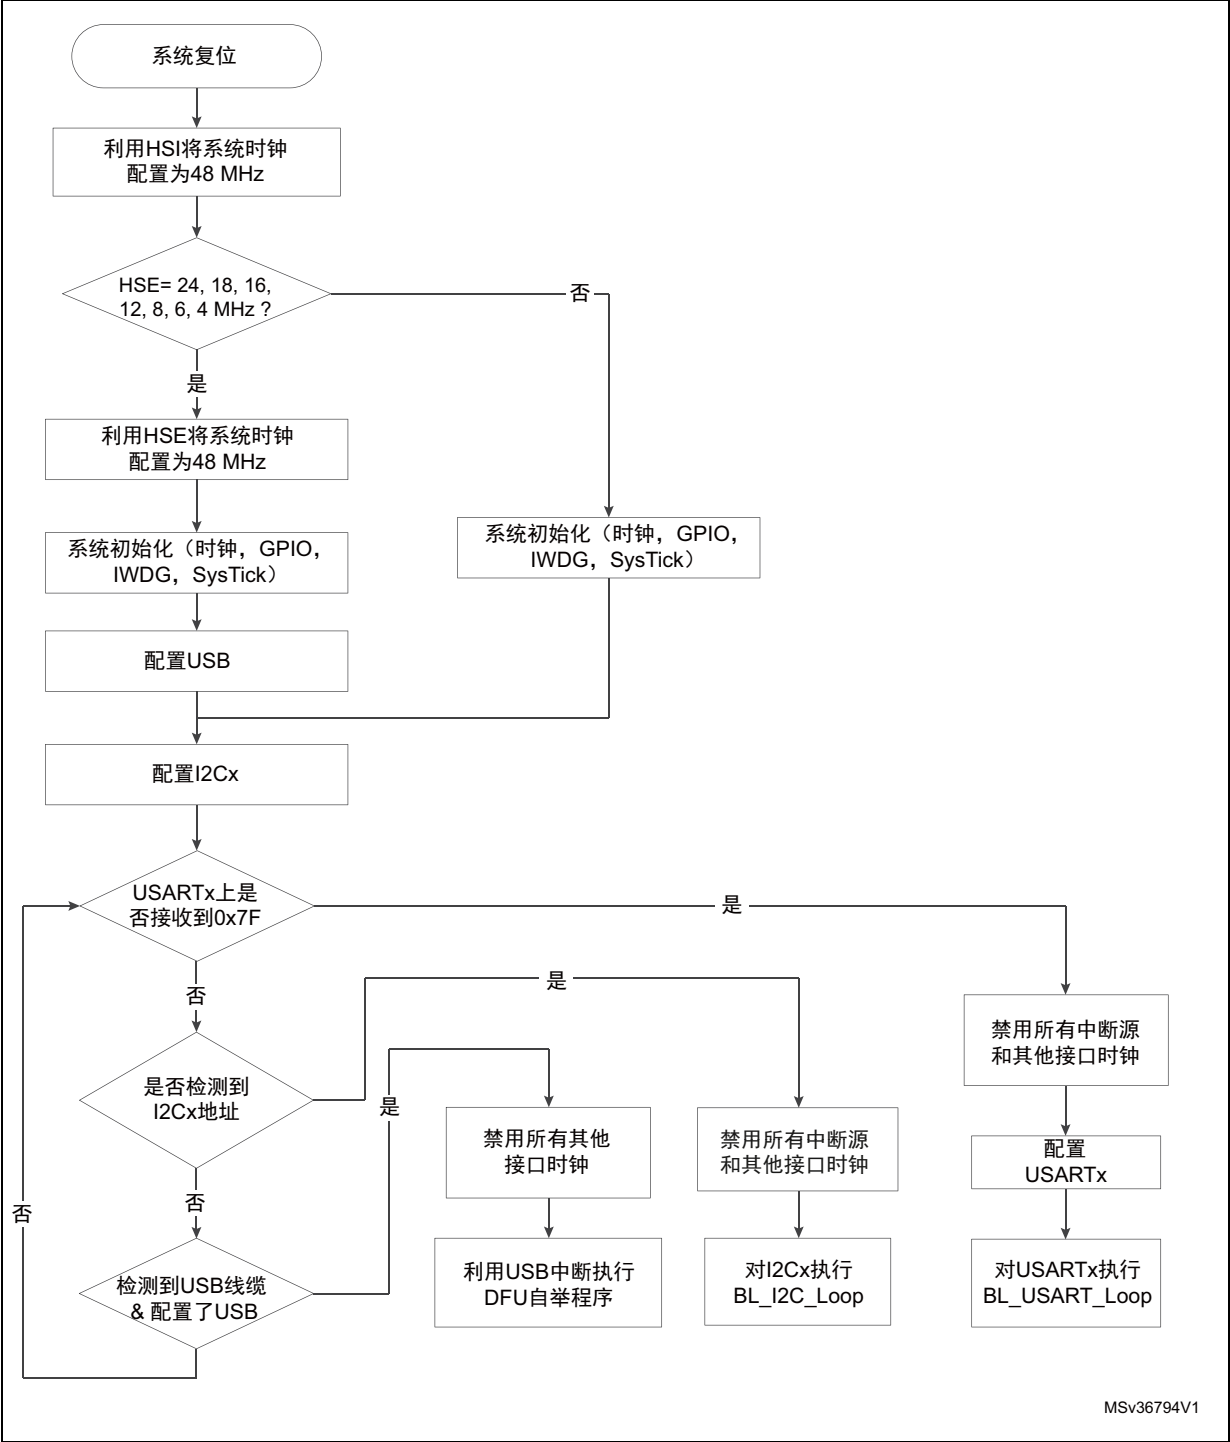 系统复位
利用HSI将系统时钟
配置为48 MHz
HSE= 24, 18, 16,
12, 8, 6, 4 MHz ?
否
是
利用HSE将系统时钟
配置为48 MHz
系统初始化（时钟，GPIO，
IWDG，SysTick）
系统初始化（时钟，GPIO，
IWDG，SysTick）
配置USB
配置I2Cx
USARTx上是
否接收到0x7F
是
否
是
禁用所有中断源
和其他接口时钟
是否检测到
I2Cx地址
是
禁用所有其他
接口时钟
禁用所有中断源
和其他接口时钟
配置
USARTx
否
否
检测到USB线缆
& 配置了USB
利用USB中断执行
DFU自举程序
对I2Cx执行
BL_I2C_Loop
对USARTx执行
BL_USART_Loop
MSv36794V1